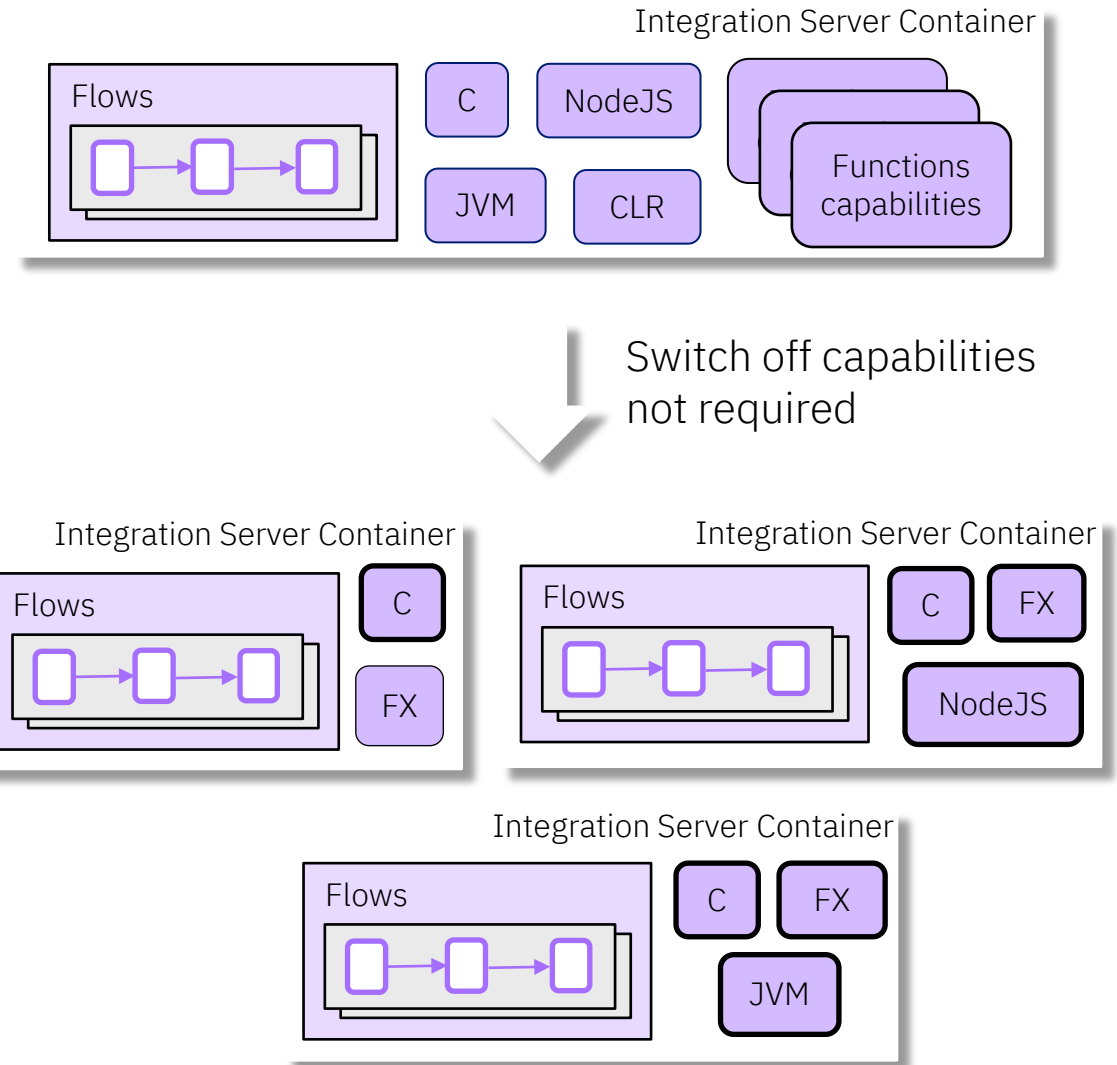 Integration Server Container
Flows
C
NodeJS
JVM
CLR
Functions
capabilities
Switch off capabilities
not required
Integration Server Container
Flows
C
FX
Integration Server Container
Flows
C
FX
NodeJS
Integration Server Container
Flows
C
FX
JVM